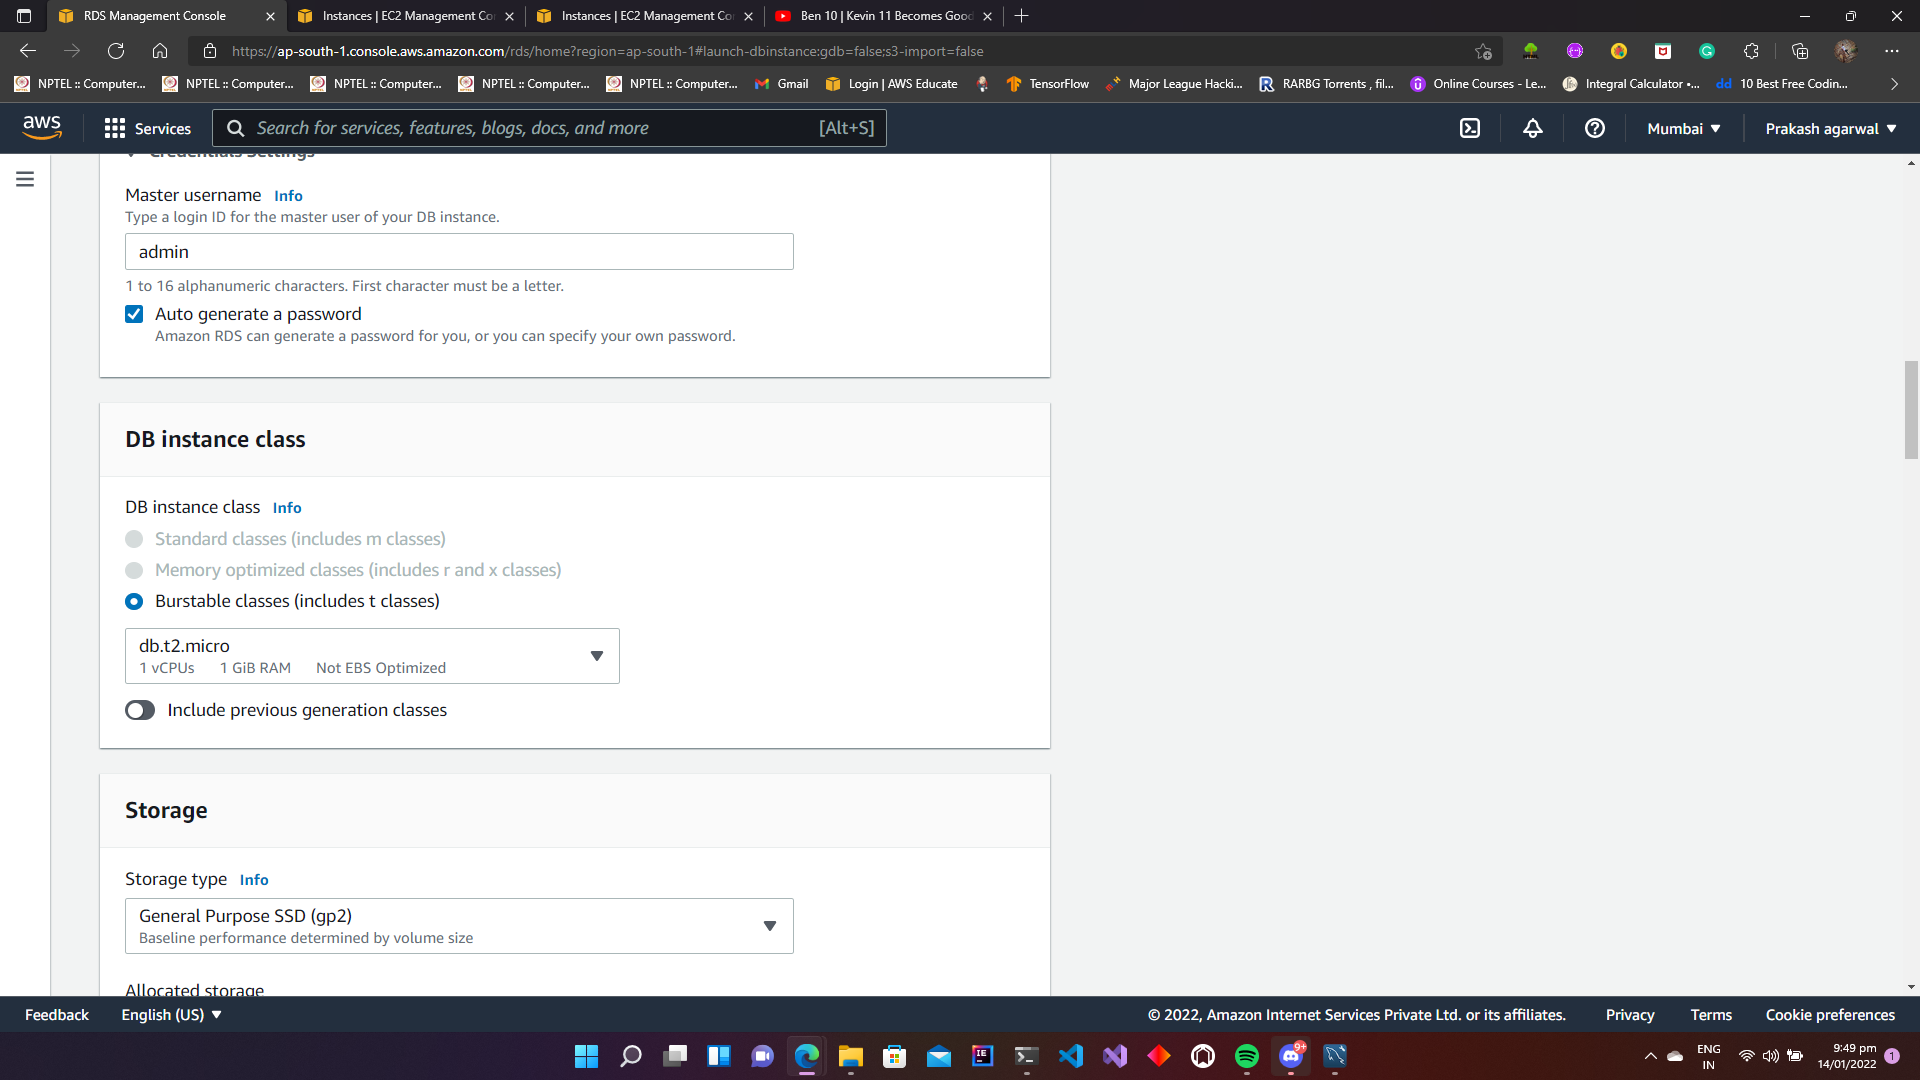 RDS Management Console
Instances | EC2 Management Co
Instances | EC2 Management Co
Ben 10 | Kevin 11 Becomes Good
https://ap-south-1.console.aws.amazon.com/rds/home?region=ap-south-1#launch-dbinstance:gdb=false;s3-import=false
NPTEL :: Computer...
NPTEL :: Computer...
NPTEL :: Computer...
NPTEL :: Computer...
NPTEL :: Computer...
Gmail
Login | AWS Educate
TensorFlow
Major League Hacki...
RARBG Torrents , fil...
Online Courses - Le...
Integral Calculator •...
dd 10 Best Free Codin...
aws
Services
Search for services, features, blogs, docs, and more
[Alt+S]
Mumbai
Prakash agarwal
Credentials Settings
Master username Info
Type a login ID for the master user of your DB instance.
admin
1 to 16 alphanumeric characters. First character must be a letter.
Auto generate a password
Amazon RDS can generate a password for you, or you can specify your own password.
DB instance class
DB instance class Info
Standard classes (includes m classes)
Memory optimized classes (includes r and x classes)
Burstable classes (includes t classes)
db.t2.micro
1 vCPUs 1 GiB RAM Not EBS Optimized
Include previous generation classes
Storage
Storage type Info
General Purpose SSD (gp2)
Baseline performance determined by volume size
Allocated storage
Feedback
English (US)
© 2022, Amazon Internet Services Private Ltd. or its affiliates.
Privacy
Terms
Cookie preferences
9+
ENG
IN
9:49 pm
14/01/2022
1